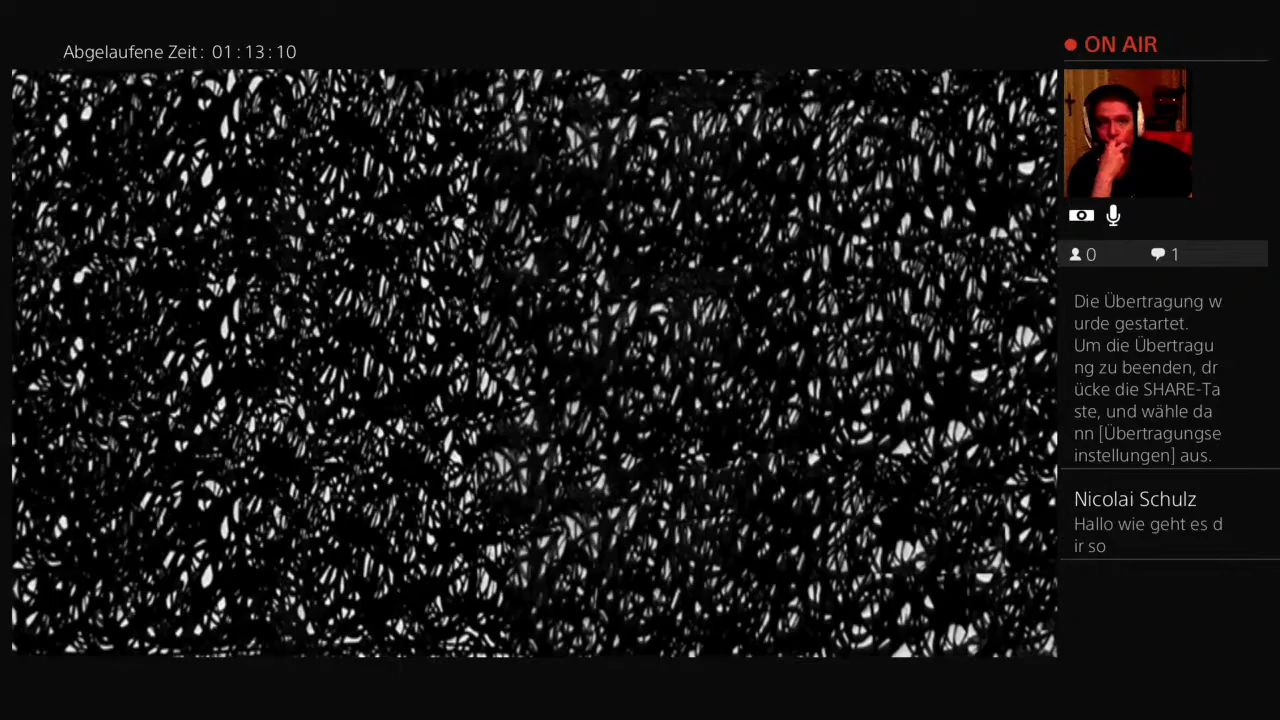 Abgelaufene Zeit: 01:13:10
ON AIR
0 1
Die Übertragung w
urde gestartet.
Um die Übertragu
ng zu beenden, dr
ücke die SHARE-Ta
ste, und wähle da
nn [Übertragungse
instellungen] aus.
Nicolai Schulz
Hallo wie geht es d
ir so